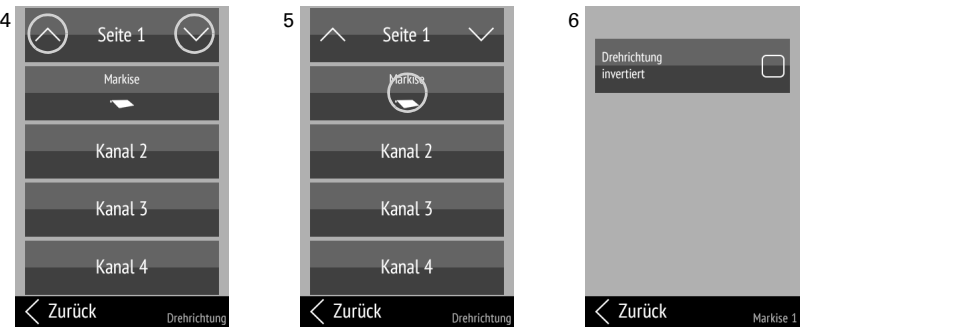 4
Seite 1
Markise
Kanal 2
Kanal 3
Kanal 4
Zurück
Drehrichtung
5
Seite 1
Markise
Kanal 2
Kanal 3
Kanal 4
Zurück
Drehrichtung
6
Drehrichtung
invertiert
Zurück
Markise 1